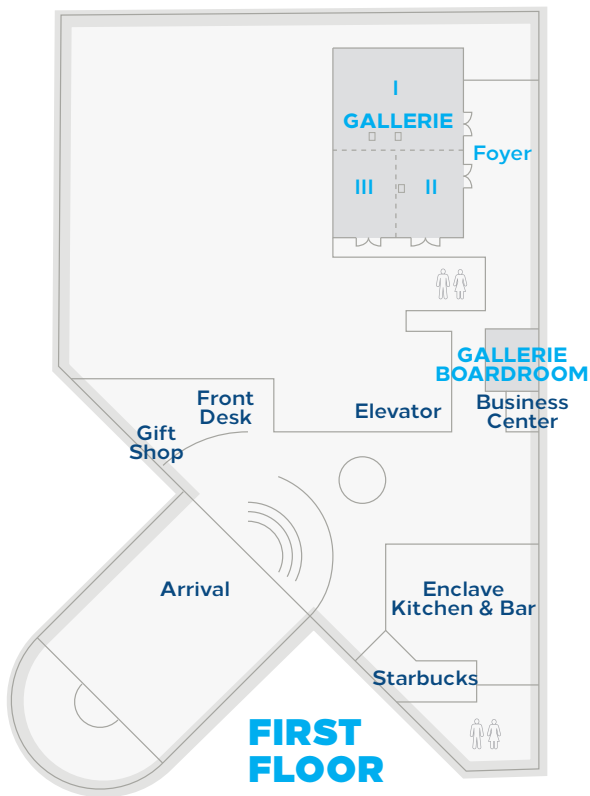 I
GALLERIE
Foyer
III
II
GALLERIE
BOARDROOM
Front
Desk
Elevator
Business
Center
Gift
Shop
Arrival
Enclave
Kitchen & Bar
Starbucks
FIRST
FLOOR